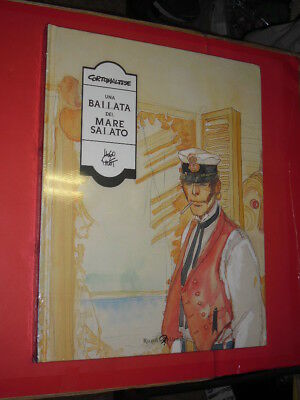 CORTO MALTESE
UNA
BALLATA
DEL
MARE
SALATO
HUGO
PRATT